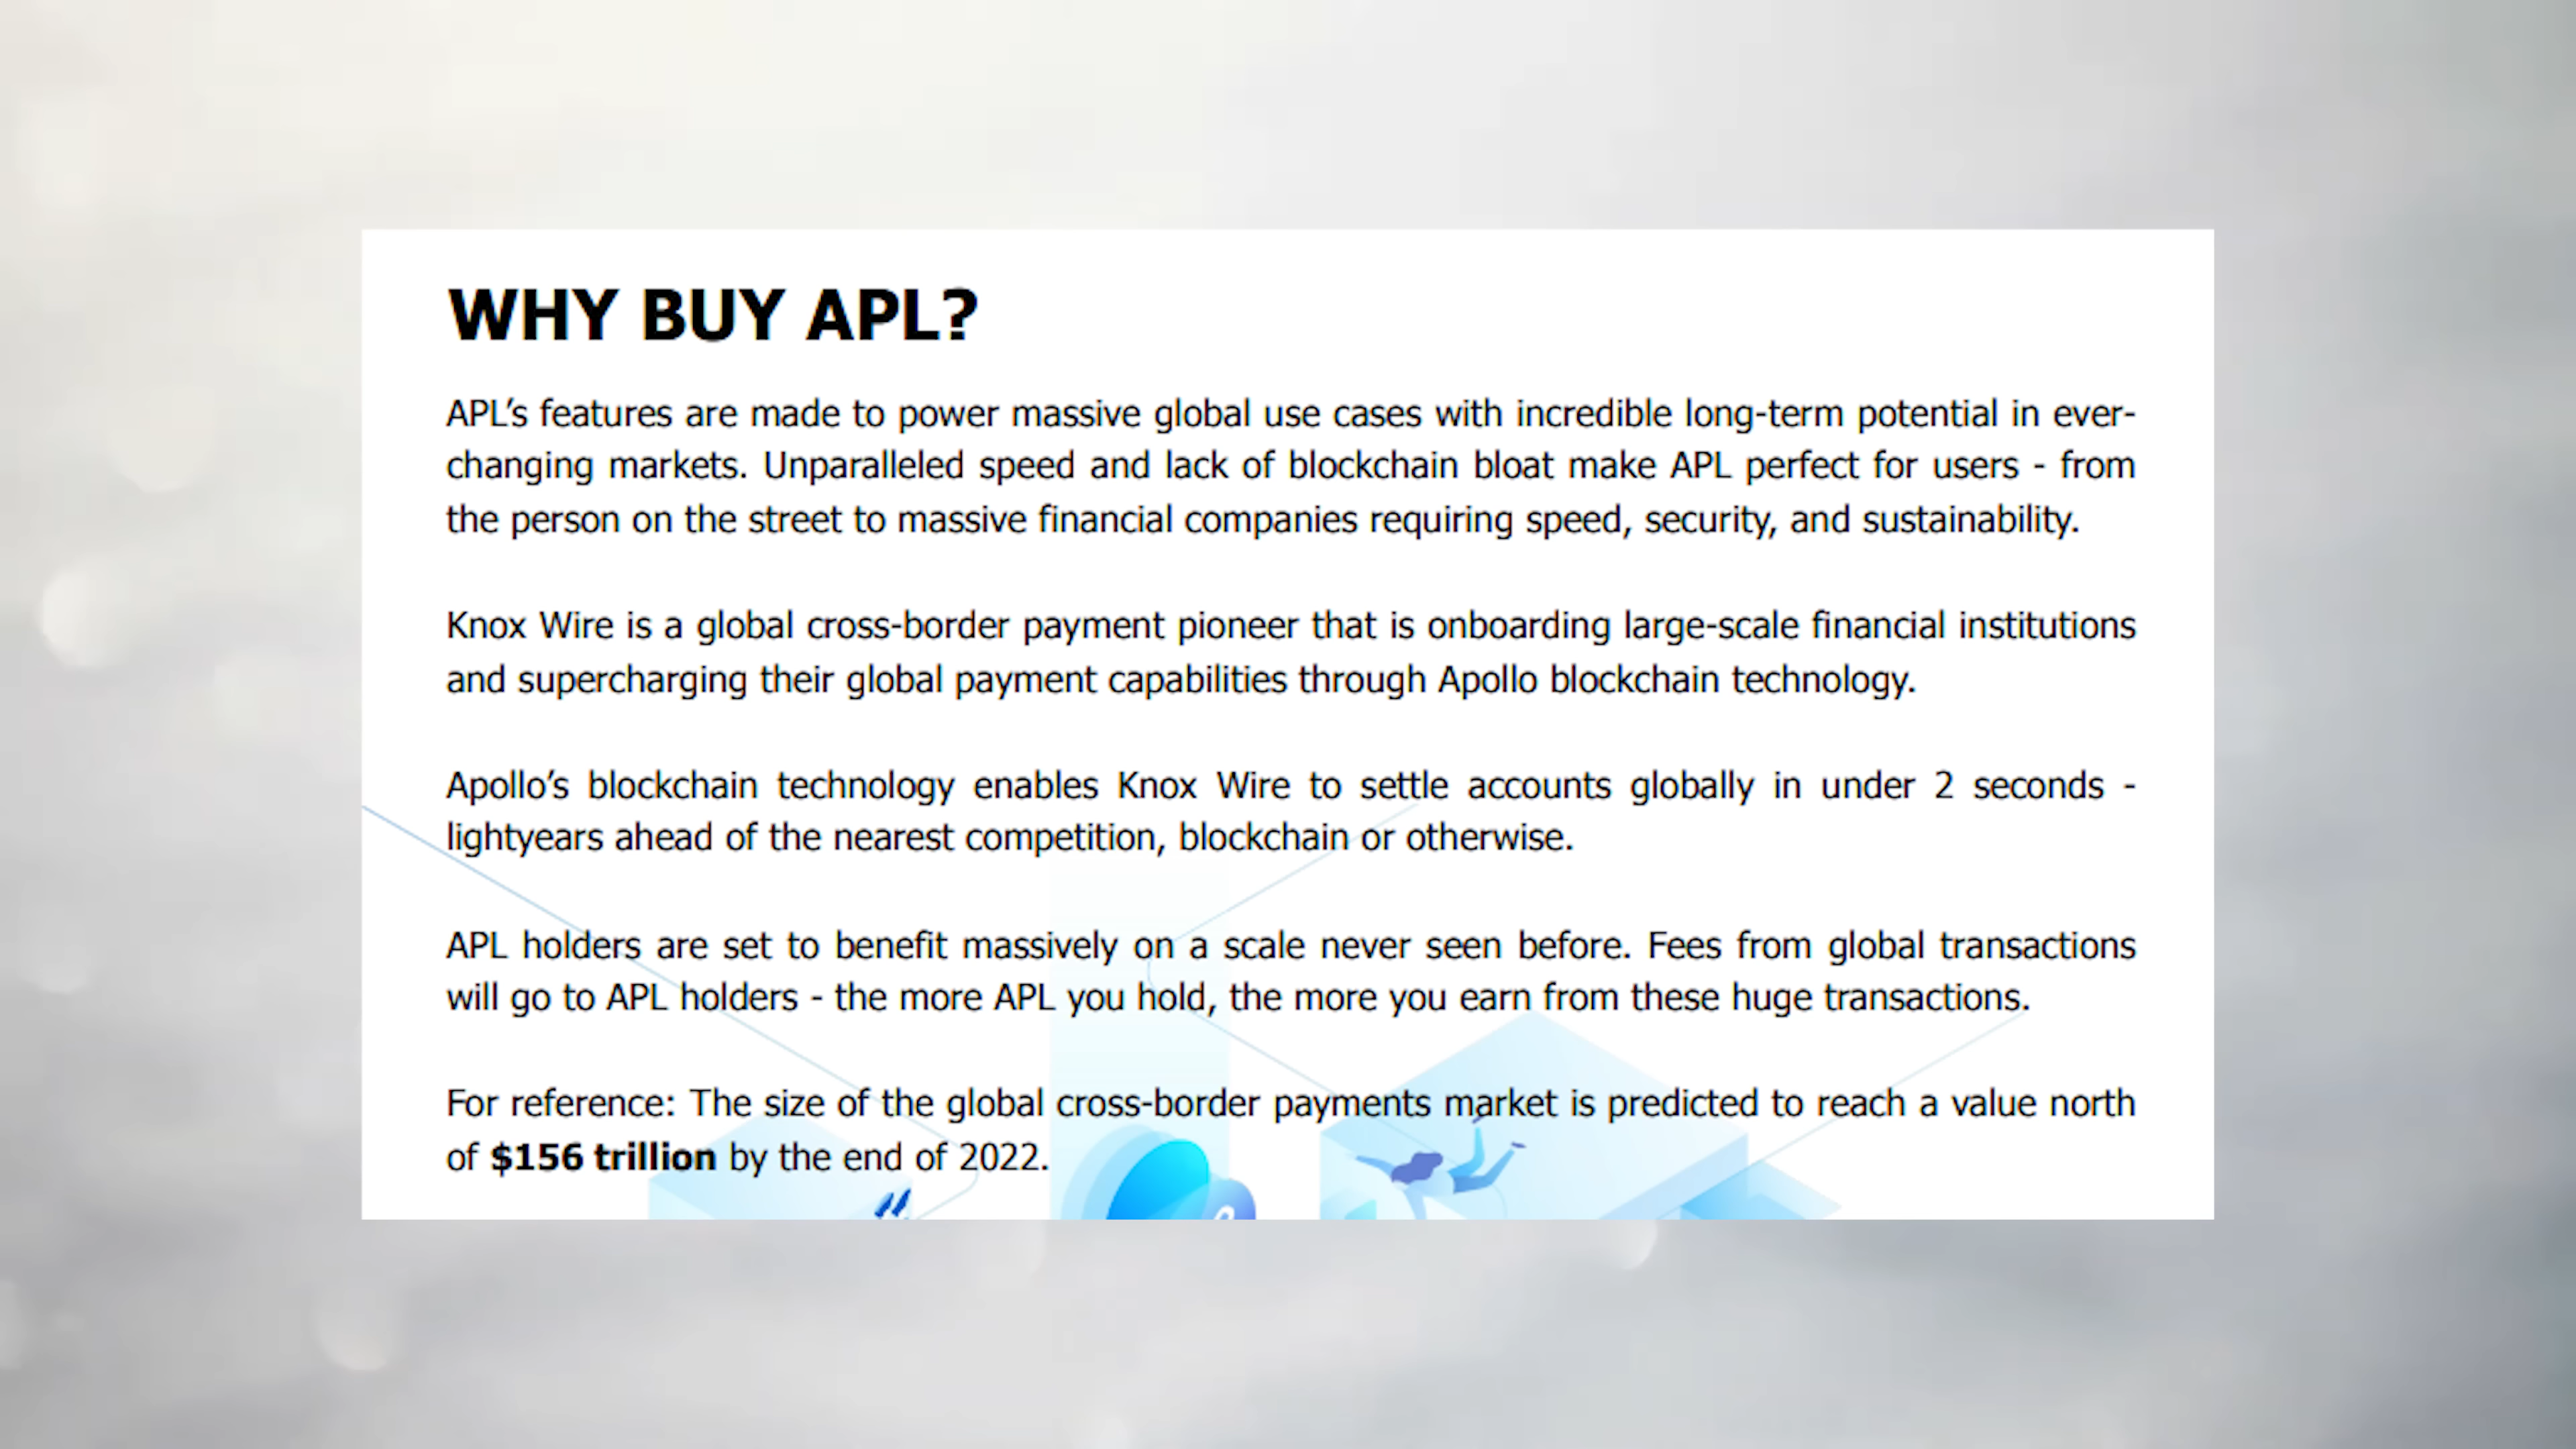 WHY BUY APL?
APL’s features are made to power massive global use cases with incredible long-term potential in ever-
changing markets. Unparalleled speed and lack of blockchain bloat make APL perfect for users - from
the person on the street to massive financial companies requiring speed, security, and sustainability.
Knox Wire is a global cross-border payment pioneer that is onboarding large-scale financial institutions
and supercharging their global payment capabilities through Apollo blockchain technology.
Apollo’s blockchain technology enables Knox Wire to settle accounts globally in under 2 seconds -
lightyears ahead of the nearest competition, blockchain or otherwise.
APL holders are set to benefit massively on a scale never seen before. Fees from global transactions
will go to APL holders - the more APL you hold, the more you earn from these huge transactions.
For reference: The size of the global cross-border payments market is predicted to reach a value north
of $156 trillion by the end of 2022.